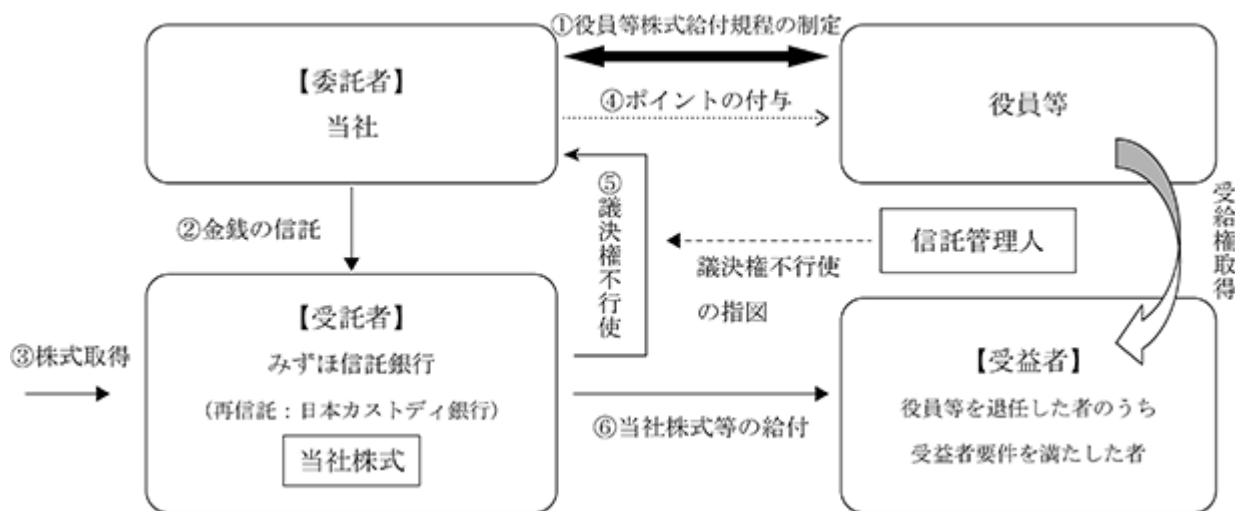 ①役員等株式給付規程の制定
【委託者】
当社
④ポイントの付与
役員等
②金銭の信託
⑤議決権不行使
議決権不行使
の指図
信託管理人
受給権取得
③株式取得
【受託者】
みずほ信託銀行
(再信託：日本カストディ銀行)
当社株式
⑥当社株式等の給付
【受益者】
役員等を退任した者のうち
受益者要件を満たした者